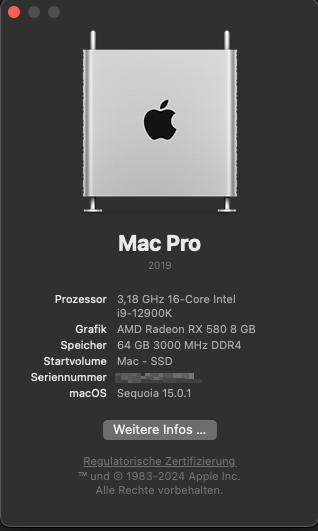 Mac Pro
2019
Prozessor 3,18 GHz 16-Core Intel
i9-12900K
Grafik AMD Radeon RX 580 8 GB
Speicher 64 GB 3000 MHz DDR4
Startvolume Mac - SSD
Seriennummer
macOS Sequoia 15.0.1
Weitere Infos ...
Regulatorische Zertifizierung
™ und © 1983-2024 Apple Inc.
Alle Rechte vorbehalten.